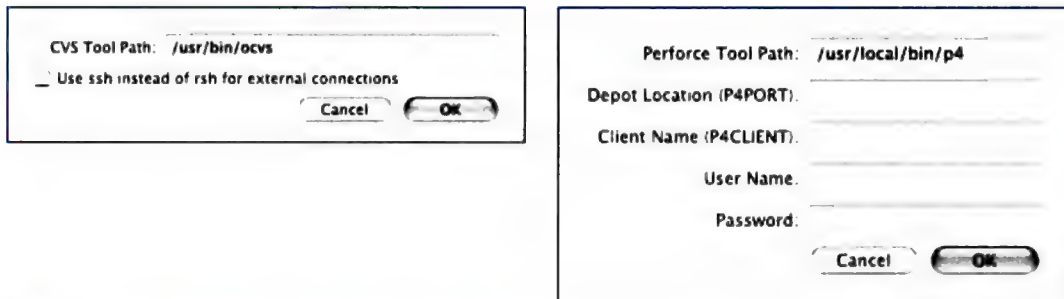 CVS Tool Path: /usr/bin/ocvs
Use ssh instead of rsh for external connections
Cancel OK
Perforce Tool Path: /usr/local/bin/p4
Depot Location (P4PORT).
Client Name (P4CLIENT).
User Name.
Password:
Cancel OK